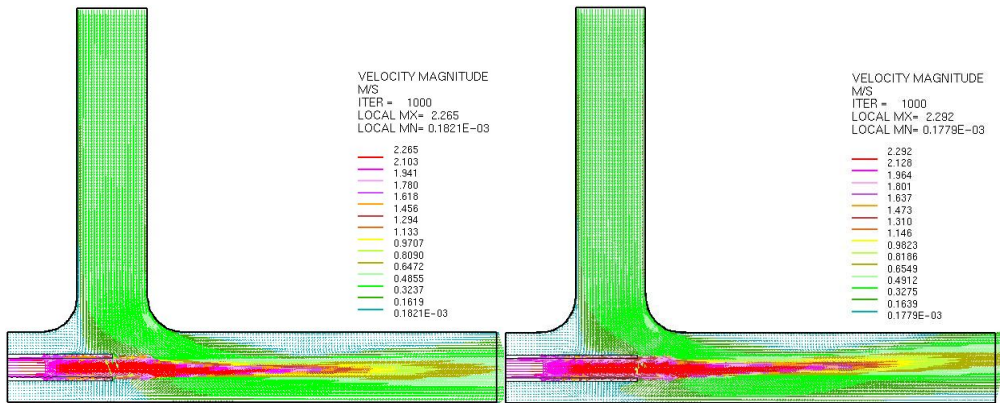 VELOCITY MAGNITUDE
M/S
ITER = 1000
LOCAL MX= 2.265
LOCAL MN= 0.1821E-03
2.265
2.103
1.941
1.780
1.618
1.456
1.294
1.133
0.9707
0.8090
0.6472
0.4855
0.3237
0.1619
0.1821E-03
VELOCITY MAGNITUDE
M/S
ITER = 1000
LOCAL MX= 2.292
LOCAL MN= 0.1779E-03
2.292
2.128
1.964
1.801
1.637
1.473
1.310
1.146
0.9823
0.8186
0.6549
0.4912
0.3275
0.1639
0.1779E-03